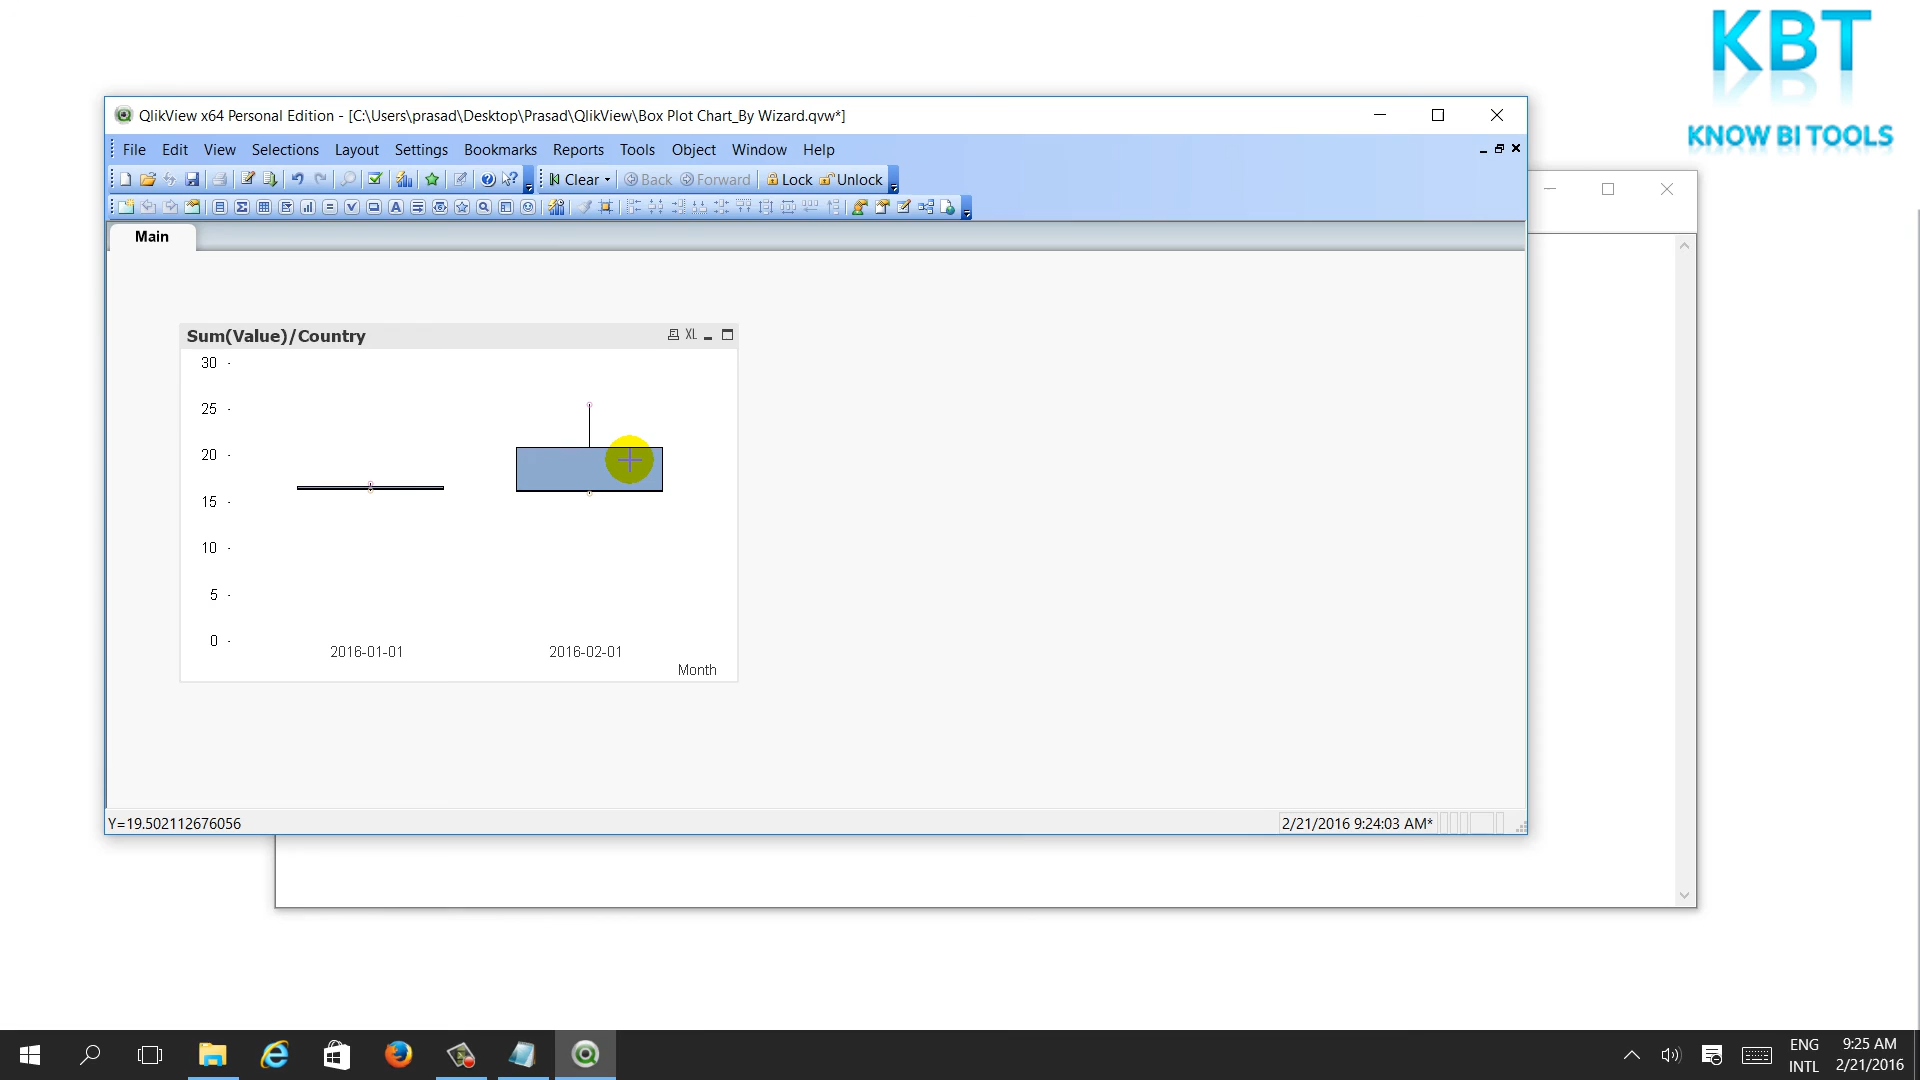 KBT
KNOW BI TOOLS
QlikView x64 Personal Edition - [C:\Users\prasad\Desktop\Prasad\QlikView\Box Plot Chart_By Wizard.qvw*]
File Edit View Selections Layout Settings Bookmarks Reports Tools Object Window Help
Clear Back Forward Lock Unlock
Main
Sum(Value)/Country
XL
30
25
20
15
10
5
0
2016-01-01 2016-02-01
Month
Y=19.502112676056
2/21/2016 9:24:03 AM*
ENG
INTL
9:25 AM
2/21/2016